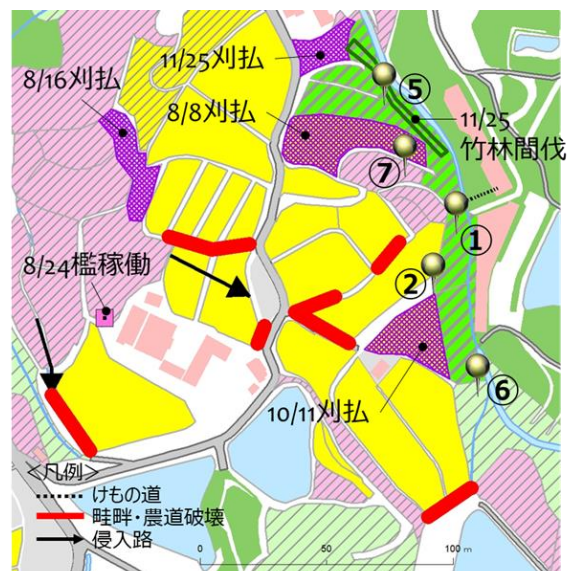 11/25刈払
8/16刈払
8/8刈払
⑤
11/25
竹林間伐
⑦
①
②
8/24檻稼働
⑥
10/11刈払
<凡例>
けもの道
畦畔・農道破壊
侵入路
0 50 100 m